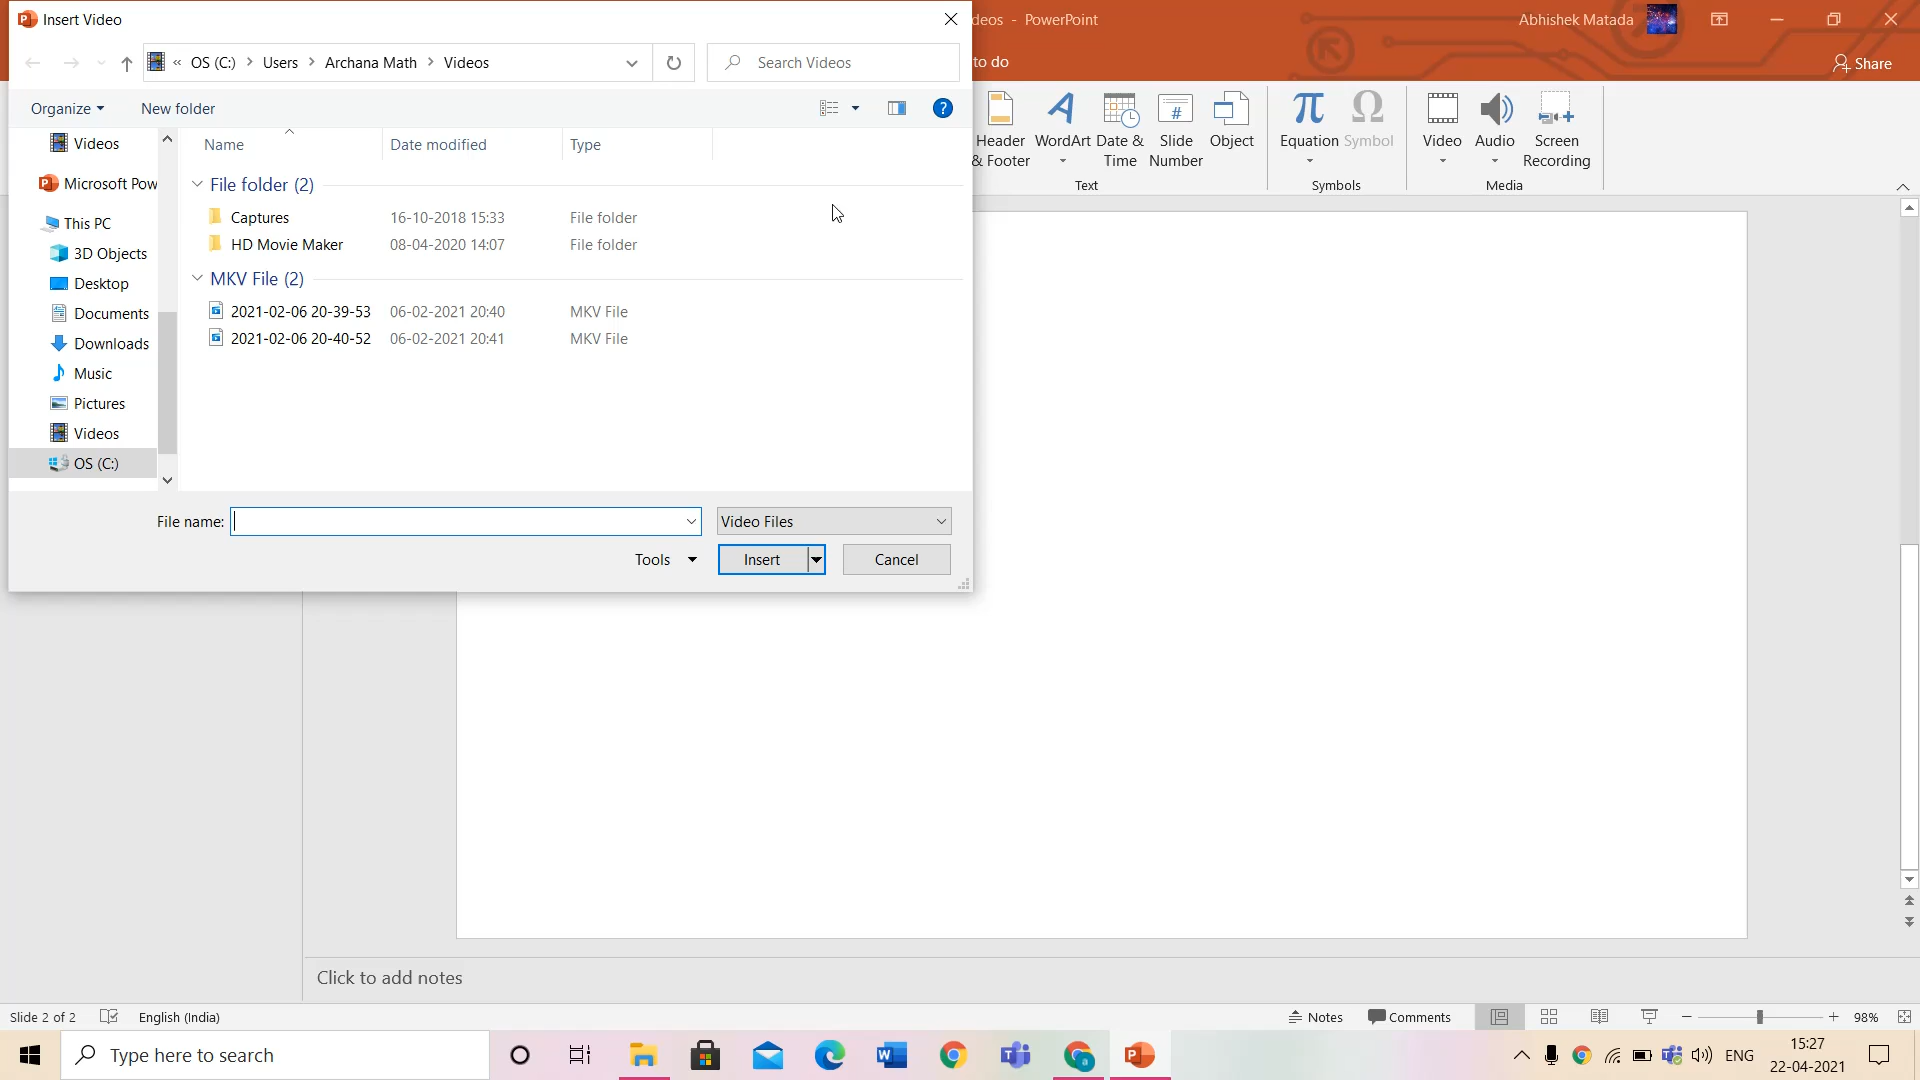 Insert Video
deos - PowerPoint
Abhishek Matada
« OS (C:) > Users > Archana Math > Videos
Search Videos
to do
Share
Organize
New folder
?
Videos
Microsoft Pow
This PC
3D Objects
Desktop
Documents
Downloads
Music
Pictures
Videos
OS (C:)
Name
Date modified
Type
File folder (2)
Captures
16-10-2018 15:33
File folder
HD Movie Maker
08-04-2020 14:07
File folder
MKV File (2)
2021-02-06 20-39-53
06-02-2021 20:40
MKV File
2021-02-06 20-40-52
06-02-2021 20:41
MKV File
File name:
Video Files
Tools
Insert
Cancel
Header
& Footer
WordArt
Date &
Time
Slide
Number
Object
Text
π
Equation
Ω
Symbol
Symbols
Video
Audio
Screen
Recording
Media
Click to add notes
Slide 2 of 2
English (India)
Notes
Comments
98%
Type here to search
ENG
15:27
22-04-2021